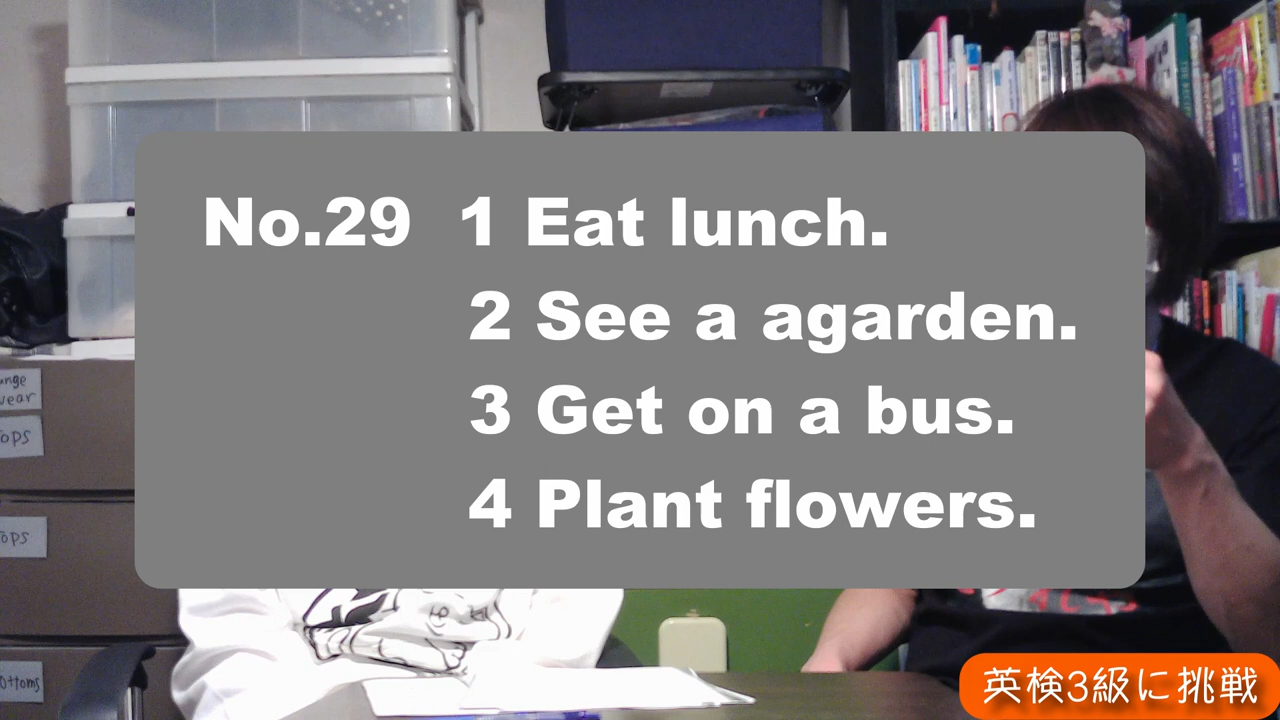 No.29 1 Eat lunch.
2 See a agarden.
3 Get on a bus.
4 Plant flowers.
英検3級に挑戦